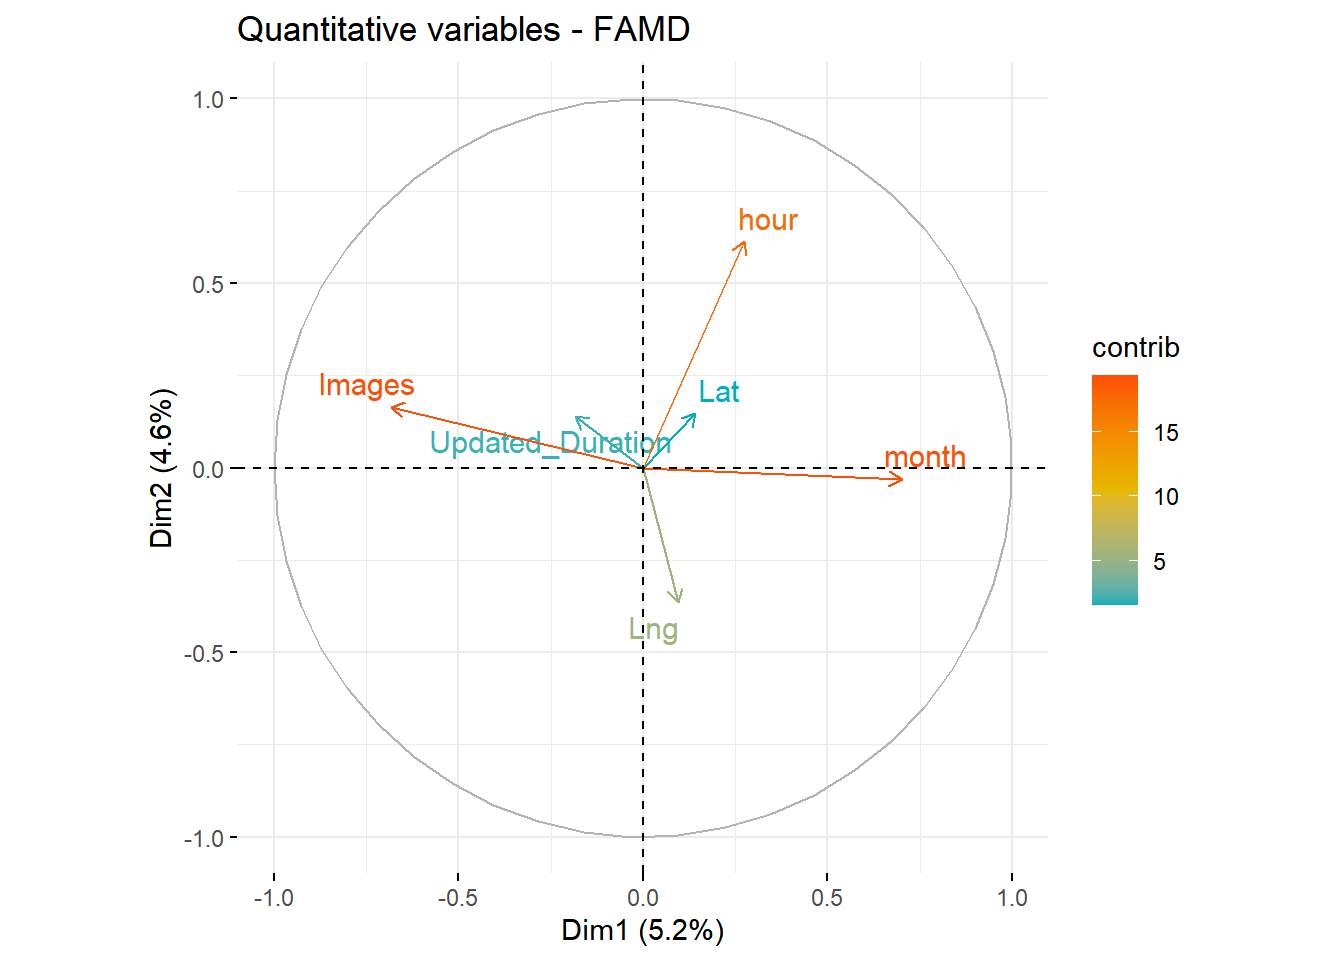 Quantitative variables - FAMD
1.0
0.5
0.0
-0.5
-1.0
Dim2 (4.6%)
hour
Images
Lat
Updated_Duration
month
Lng
-1.0
-0.5
0.0
0.5
1.0
Dim1 (5.2%)
contrib
15
10
5